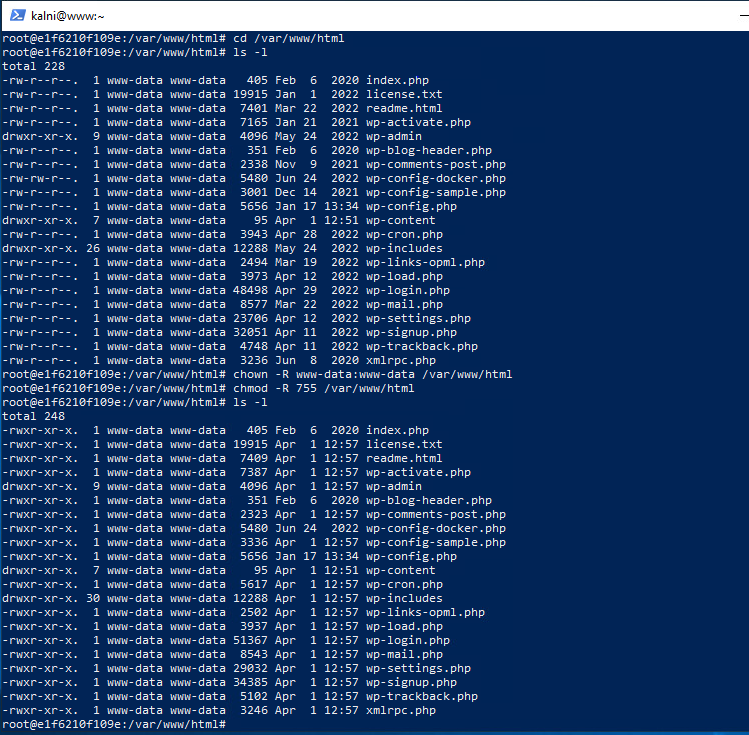 kalni@www:~
root@e1f6210f109e:/var/www/html# cd /var/www/html
root@e1f6210f109e:/var/www/html# ls -l
total 228
-rw-r--r--.  1 www-data www-data   405 Feb  6  2020 index.php
-rw-r--r--.  1 www-data www-data 19915 Jan  1  2022 license.txt
-rw-r--r--.  1 www-data www-data  7401 Mar 22  2022 readme.html
-rw-r--r--.  1 www-data www-data  7165 Jan 21  2021 wp-activate.php
drwxr-xr-x.  9 www-data www-data  4096 May 24  2022 wp-admin
-rw-r--r--.  1 www-data www-data   351 Feb  6  2020 wp-blog-header.php
-rw-r--r--.  1 www-data www-data  2338 Nov  9  2021 wp-comments-post.php
-rw-rw-r--.  1 www-data www-data  5480 Jun 24  2022 wp-config-docker.php
-rw-r--r--.  1 www-data www-data  3001 Dec 14  2021 wp-config-sample.php
-rw-r--r--.  1 www-data www-data  5656 Jan 17 13:34 wp-config.php
drwxr-xr-x.  7 www-data www-data    95 Apr  1 12:51 wp-content
-rw-r--r--.  1 www-data www-data  3943 Apr 28  2022 wp-cron.php
drwxr-xr-x. 26 www-data www-data 12288 May 24  2022 wp-includes
-rw-r--r--.  1 www-data www-data  2494 Mar 19  2022 wp-links-opml.php
-rw-r--r--.  1 www-data www-data  3973 Apr 12  2022 wp-load.php
-rw-r--r--.  1 www-data www-data 48498 Apr 29  2022 wp-login.php
-rw-r--r--.  1 www-data www-data  8577 Mar 22  2022 wp-mail.php
-rw-r--r--.  1 www-data www-data 23706 Apr 12  2022 wp-settings.php
-rw-r--r--.  1 www-data www-data 32051 Apr 11  2022 wp-signup.php
-rw-r--r--.  1 www-data www-data  4748 Apr 11  2022 wp-trackback.php
-rw-r--r--.  1 www-data www-data  3236 Jun  8  2020 xmlrpc.php
root@e1f6210f109e:/var/www/html# chown -R www-data:www-data /var/www/html
root@e1f6210f109e:/var/www/html# chmod -R 755 /var/www/html
root@e1f6210f109e:/var/www/html# ls -l
total 248
-rwxr-xr-x.  1 www-data www-data   405 Feb  6  2020 index.php
-rwxr-xr-x.  1 www-data www-data 19915 Apr  1 12:57 license.txt
-rwxr-xr-x.  1 www-data www-data  7409 Apr  1 12:57 readme.html
-rwxr-xr-x.  1 www-data www-data  7387 Apr  1 12:57 wp-activate.php
drwxr-xr-x.  9 www-data www-data  4096 Apr  1 12:57 wp-admin
-rwxr-xr-x.  1 www-data www-data   351 Feb  6  2020 wp-blog-header.php
-rwxr-xr-x.  1 www-data www-data  2323 Apr  1 12:57 wp-comments-post.php
-rwxr-xr-x.  1 www-data www-data  5480 Jun 24  2022 wp-config-docker.php
-rwxr-xr-x.  1 www-data www-data  3336 Apr  1 12:57 wp-config-sample.php
-rwxr-xr-x.  1 www-data www-data  5656 Jan 17 13:34 wp-config.php
drwxr-xr-x.  7 www-data www-data    95 Apr  1 12:51 wp-content
-rwxr-xr-x.  1 www-data www-data  5617 Apr  1 12:57 wp-cron.php
drwxr-xr-x. 30 www-data www-data 12288 Apr  1 12:57 wp-includes
-rwxr-xr-x.  1 www-data www-data  2502 Apr  1 12:57 wp-links-opml.php
-rwxr-xr-x.  1 www-data www-data  3937 Apr  1 12:57 wp-load.php
-rwxr-xr-x.  1 www-data www-data 51367 Apr  1 12:57 wp-login.php
-rwxr-xr-x.  1 www-data www-data  8543 Apr  1 12:57 wp-mail.php
-rwxr-xr-x.  1 www-data www-data 29032 Apr  1 12:57 wp-settings.php
-rwxr-xr-x.  1 www-data www-data 34385 Apr  1 12:57 wp-signup.php
-rwxr-xr-x.  1 www-data www-data  5102 Apr  1 12:57 wp-trackback.php
-rwxr-xr-x.  1 www-data www-data  3246 Apr  1 12:57 xmlrpc.php
root@e1f6210f109e:/var/www/html#